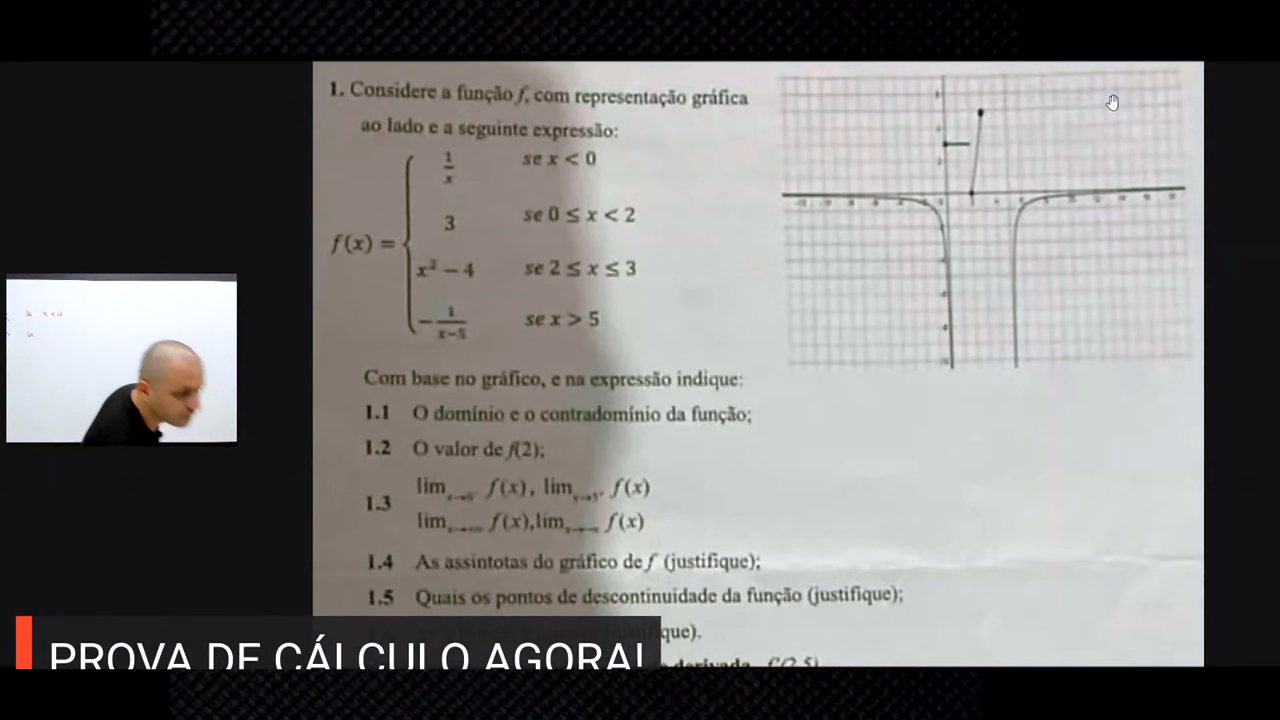 1. Considere a função f, com representação gráfica
ao lado e a seguinte expressão:
f(x) = { 1/x se x < 0
3 se 0 ≤ x < 2
x² − 4 se 2 ≤ x ≤ 3
− 1/(x−5) se x > 5
Com base no gráfico, e na expressão indique:
1.1 O domínio e o contradomínio da função;
1.2 O valor de f(2);
1.3 lim f(x), lim f(x)
lim f(x), lim f(x)
1.4 As assintotas do gráfico de f (justifique);
1.5 Quais os pontos de descontinuidade da função (justifique);
se x<0
se
PROVA DE CÁLCULO AGORA!